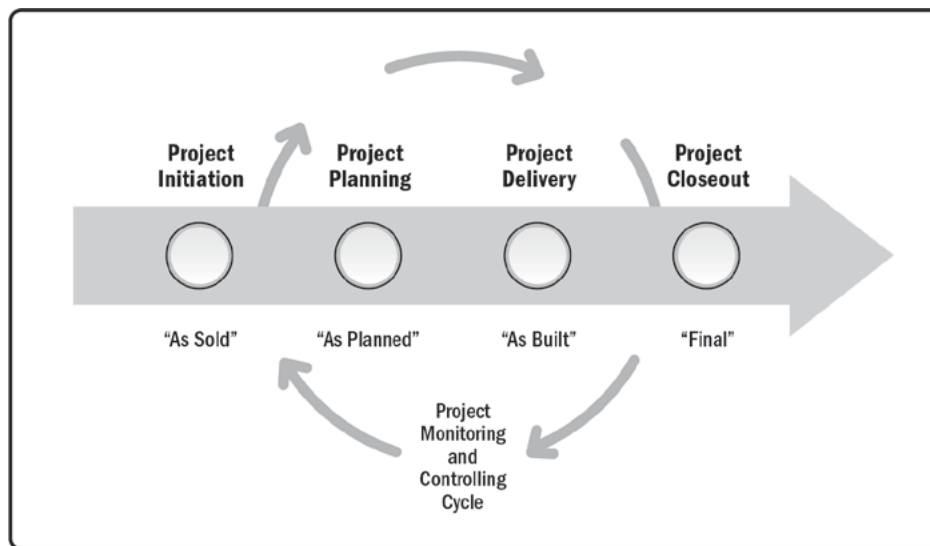 Project
Initiation
Project
Planning
Project
Delivery
Project
Closeout
“As Sold”
“As Planned”
“As Built”
“Final”
Project
Monitoring
and
Controlling
Cycle